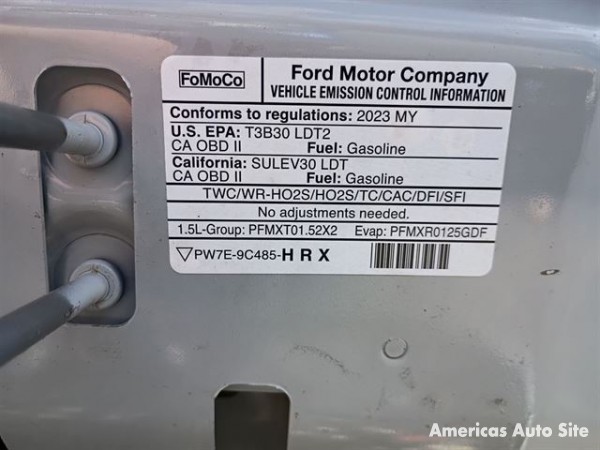 FoMoCo
Ford Motor Company
VEHICLE EMISSION CONTROL INFORMATION
Conforms to regulations: 2023 MY
U.S. EPA: T3B30 LDT2
CA OBD II Fuel: Gasoline
California: SULEV30 LDT
CA OBD II Fuel: Gasoline
TWC/WR-HO2S/HO2S/TC/CAC/DFI/SFI
No adjustments needed.
1.5L-Group: PFMXT01.52X2 Evap: PFMXR0125GDF
PW7E-9C485-H R X
Americas Auto Site